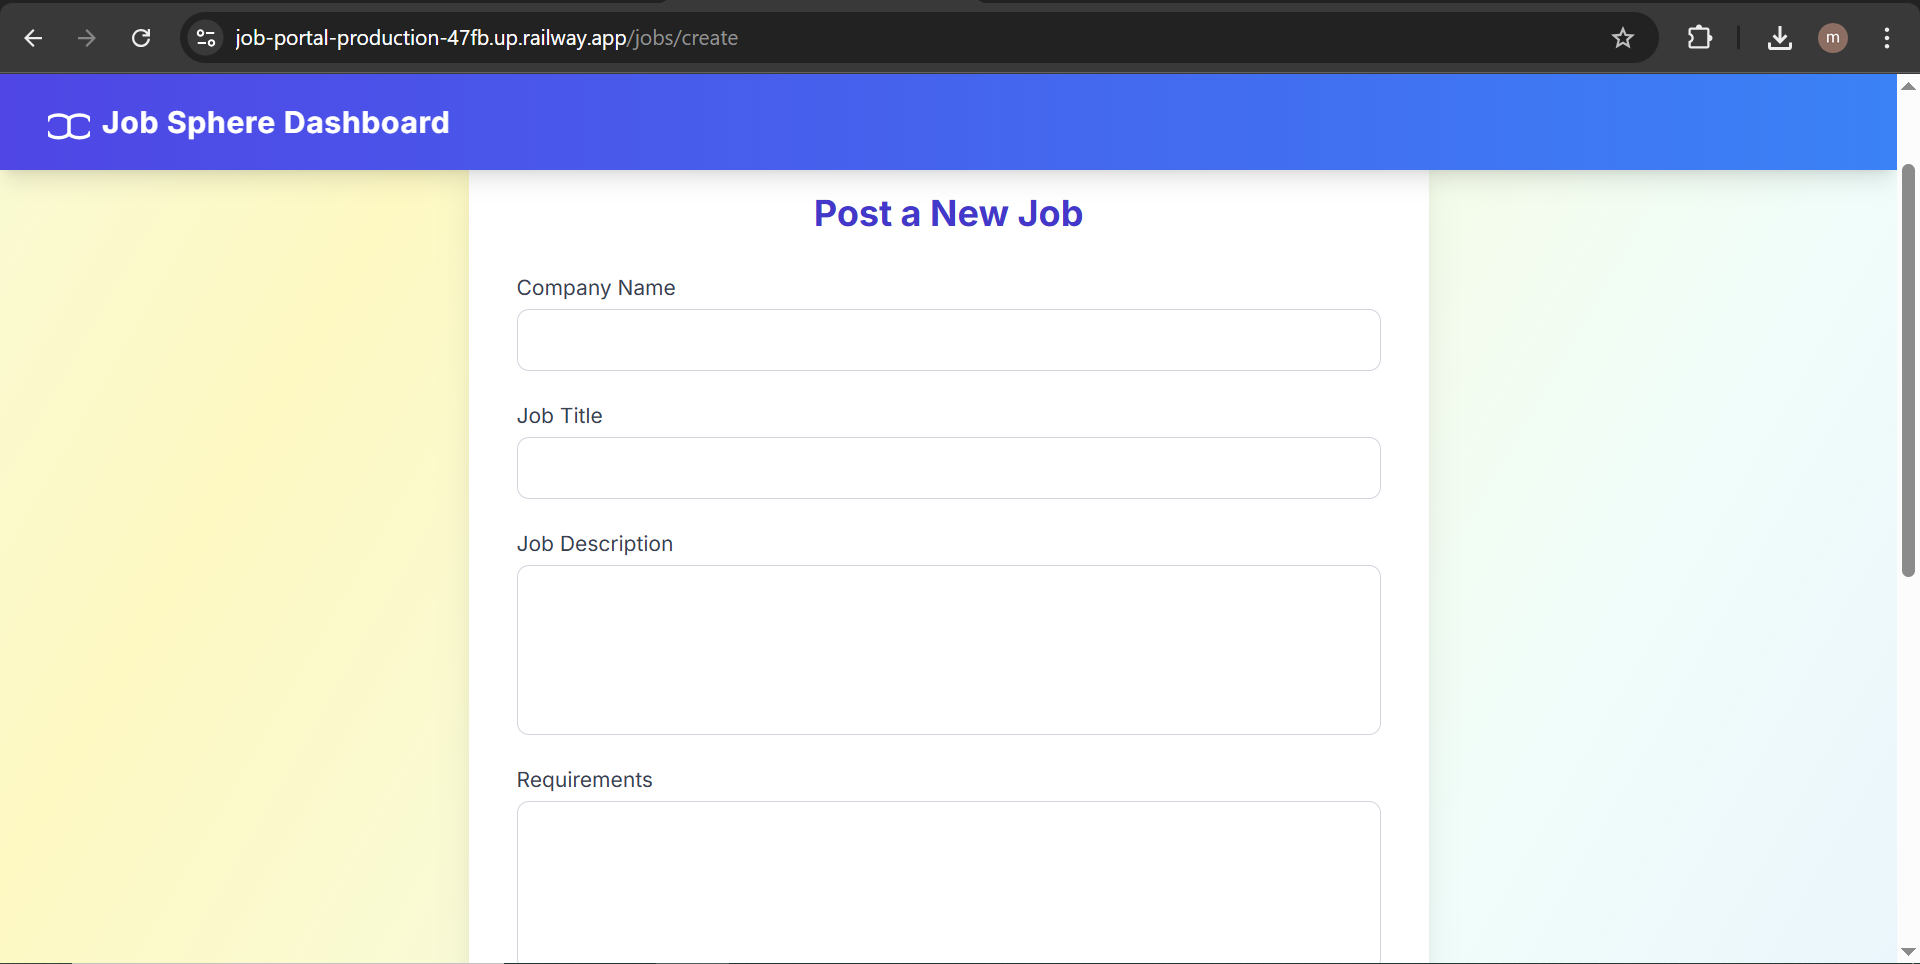 job-portal-production-47fb.up.railway.app/jobs/create
m
Job Sphere Dashboard
Post a New Job
Company Name
Job Title
Job Description
Requirements